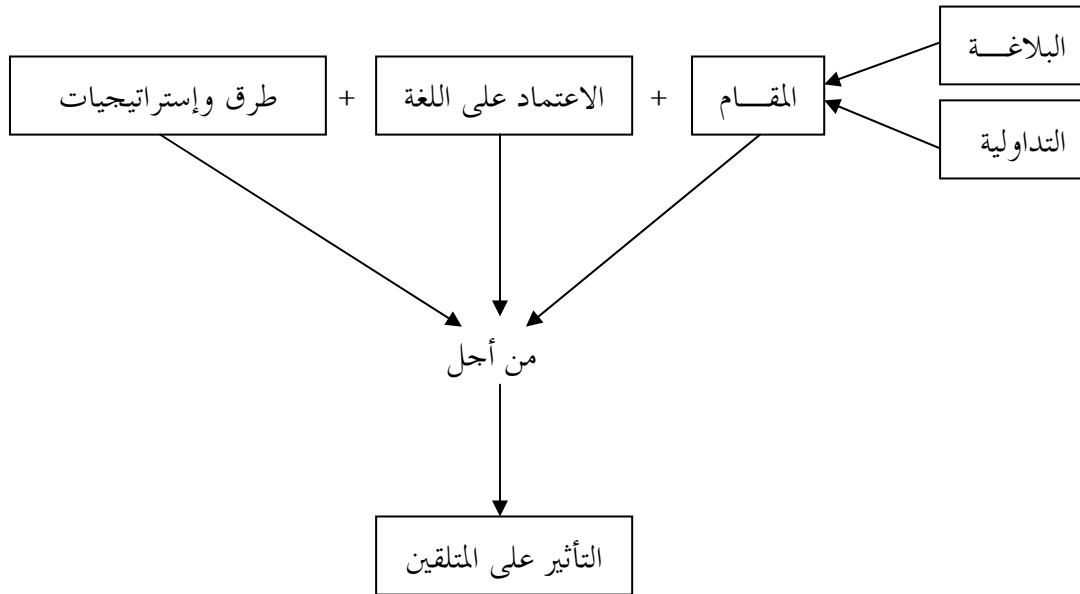 البلاغـــة
التداولية
المقـــام + الاعتماد على اللغة + طرق وإستراتيجيات
من أجل
التأثير على المتلقين